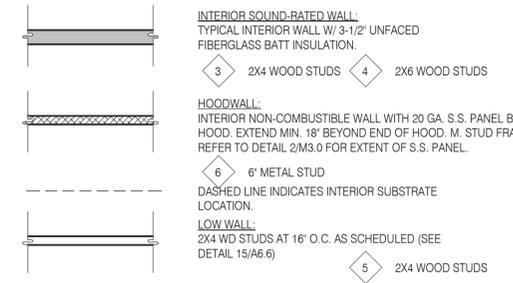 INTERIOR SOUND-RATED WALL:
TYPICAL INTERIOR WALL W/ 3-1/2" UNFACED
FIBERGLASS BATT INSULATION.
3 2X4 WOOD STUDS 4 2X6 WOOD STUDS
HOODWALL:
INTERIOR NON-COMBUSTIBLE WALL WITH 20 GA. S.S. PANEL
HOOD. EXTEND MIN. 18" BEYOND END OF HOOD. M. STUD
REFER TO DETAIL 2/M3.0 FOR EXTENT OF S.S. PANEL.
6 6" METAL STUD
DASHED LINE INDICATES INTERIOR SUBSTRATE
LOCATION.
LOW WALL:
2X4 WD STUDS AT 16" O.C. AS SCHEDULED (SEE
DETAIL 15/A6.6)
5 2X4 WOOD STUDS